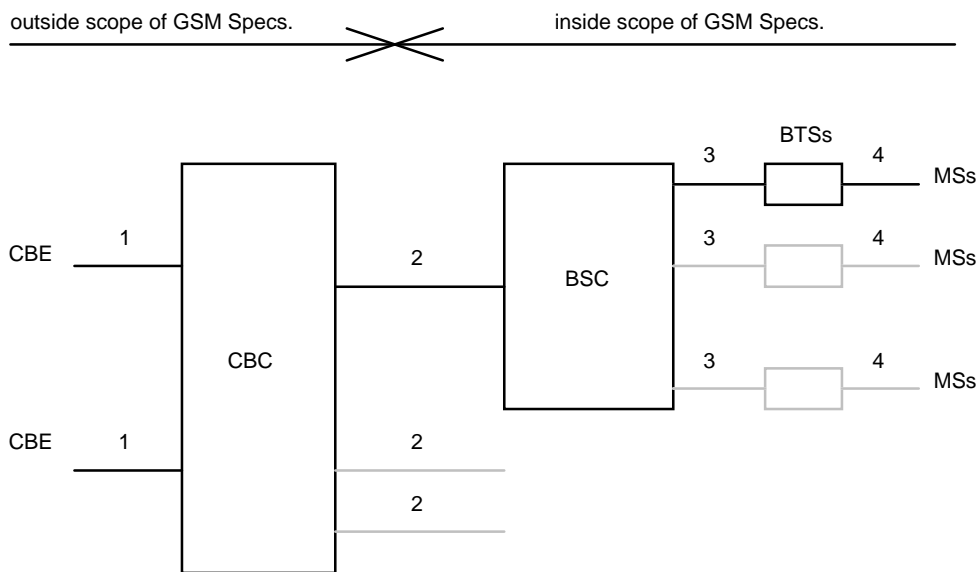 outside scope of GSM Specs. inside scope of GSM Specs.
BTSs
3 4 MSs
1 3 4
CBE 2 MSs
BSC
CBC 3 4 MSs
CBE 1 2
2